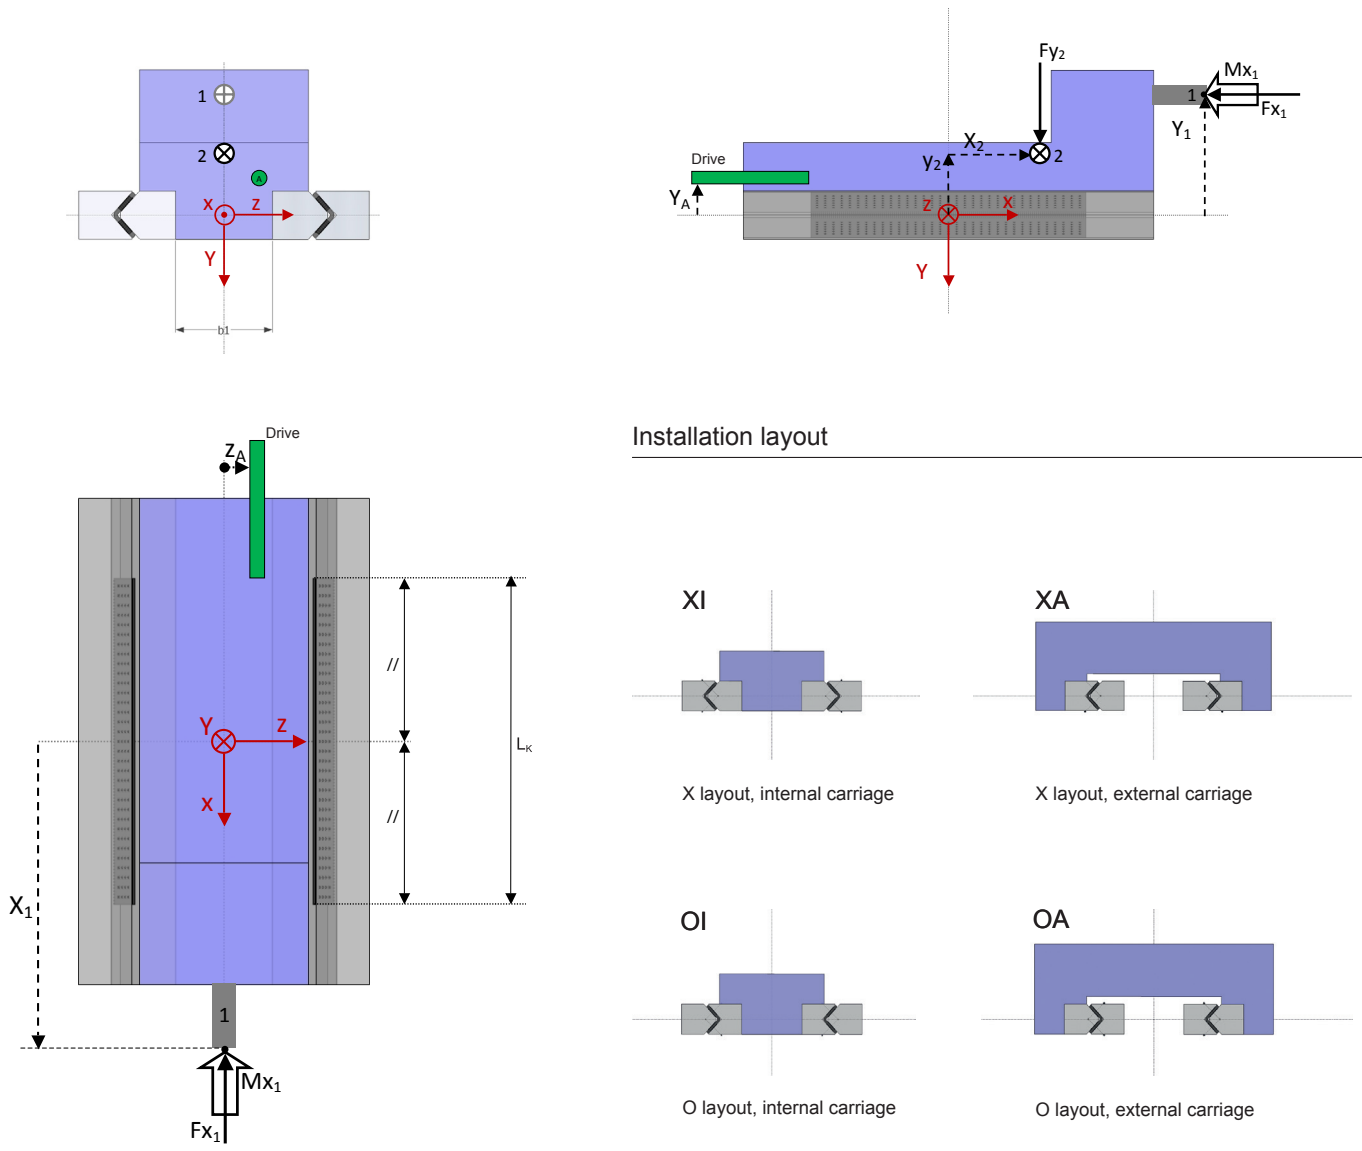 1
2
A
x
z
Y
b1
Fy2
Mx1
1
Fx1
Y1
X2
y2
2
Drive
YA
z
x
Y
Drive
zA
//
Y
z
LK
x
//
X1
1
Mx1
Fx1
Installation layout
XI
XA
X layout, internal carriage
X layout, external carriage
OI
OA
O layout, internal carriage
O layout, external carriage